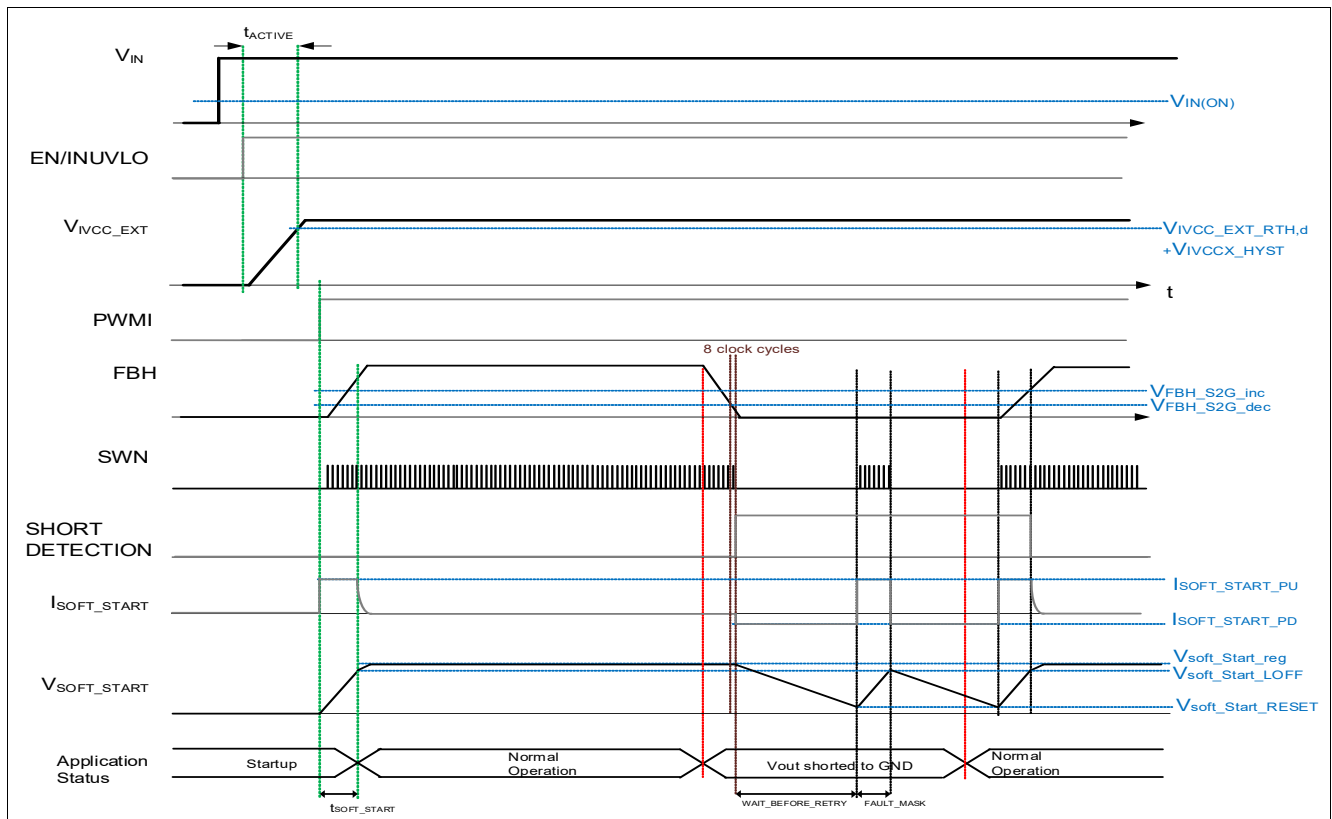 tACTIVE
VIN
VIN(ON)
EN/INUVLO
VIVCC_EXT
VIVCC_EXT_RTH,d
+VIVCCX_HYST
t
PWMI
8 clock cycles
FBH
VFBH_S2G_inc
VFBH_S2G_dec
SWN
SHORT
DETECTION
ISOFT_START_PU
ISOFT_START
ISOFT_START_PD
Vsoft_Start_reg
Vsoft_Start_LOFF
VSOFT_START
Vsoft_Start_RESET
Application
Status
Startup
Normal
Operation
Vout shorted to GND
Normal
Operation
tSOFT_START
WAIT_BEFORE_RETRY
FAULT_MASK